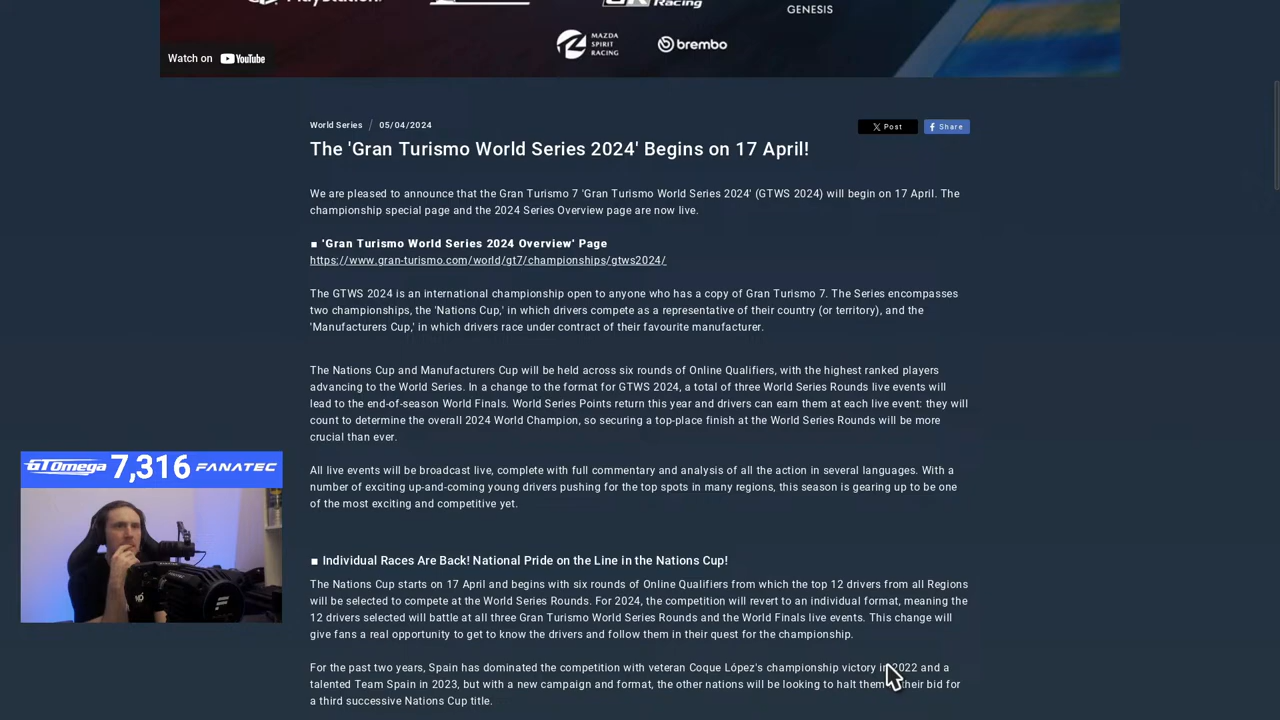 PlayStation
Racing
GENESIS
MAZDA
SPIRIT
RACING
brembo
Watch on YouTube
World Series / 05/04/2024
Post
Share
The 'Gran Turismo World Series 2024' Begins on 17 April!
We are pleased to announce that the Gran Turismo 7 'Gran Turismo World Series 2024' (GTWS 2024) will begin on 17 April. The
championship special page and the 2024 Series Overview page are now live.
■ 'Gran Turismo World Series 2024 Overview' Page
https://www.gran-turismo.com/world/gt7/championships/gtws2024/
The GTWS 2024 is an international championship open to anyone who has a copy of Gran Turismo 7. The Series encompasses
two championships, the 'Nations Cup,' in which drivers compete as a representative of their country (or territory), and the
'Manufacturers Cup,' in which drivers race under contract of their favourite manufacturer.
The Nations Cup and Manufacturers Cup will be held across six rounds of Online Qualifiers, with the highest ranked players
advancing to the World Series. In a change to the format for GTWS 2024, a total of three World Series Rounds live events will
lead to the end-of-season World Finals. World Series Points return this year and drivers can earn them at each live event: they will
count to determine the overall 2024 World Champion, so securing a top-place finish at the World Series Rounds will be more
crucial than ever.
GTOmega 7,316 FANATEC
All live events will be broadcast live, complete with full commentary and analysis of all the action in several languages. With a
number of exciting up-and-coming young drivers pushing for the top spots in many regions, this season is gearing up to be one
of the most exciting and competitive yet.
■ Individual Races Are Back! National Pride on the Line in the Nations Cup!
The Nations Cup starts on 17 April and begins with six rounds of Online Qualifiers from which the top 12 drivers from all Regions
will be selected to compete at the World Series Rounds. For 2024, the competition will revert to an individual format, meaning the
12 drivers selected will battle at all three Gran Turismo World Series Rounds and the World Finals live events. This change will
give fans a real opportunity to get to know the drivers and follow them in their quest for the championship.
For the past two years, Spain has dominated the competition with veteran Coque López's championship victory in 2022 and a
talented Team Spain in 2023, but with a new campaign and format, the other nations will be looking to halt them their bid for
a third successive Nations Cup title.